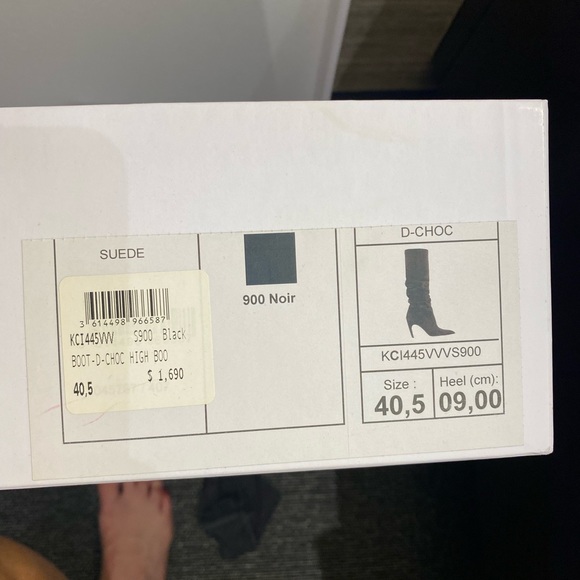 SUEDE
3 614498 966587
KCI445VVV S900 Black
BOOT-D-CHOC HIGH BOO
$ 1,690
40,5
900 Noir
D-CHOC
KCI445VVVS900
Size :
40,5
Heel (cm):
09,00